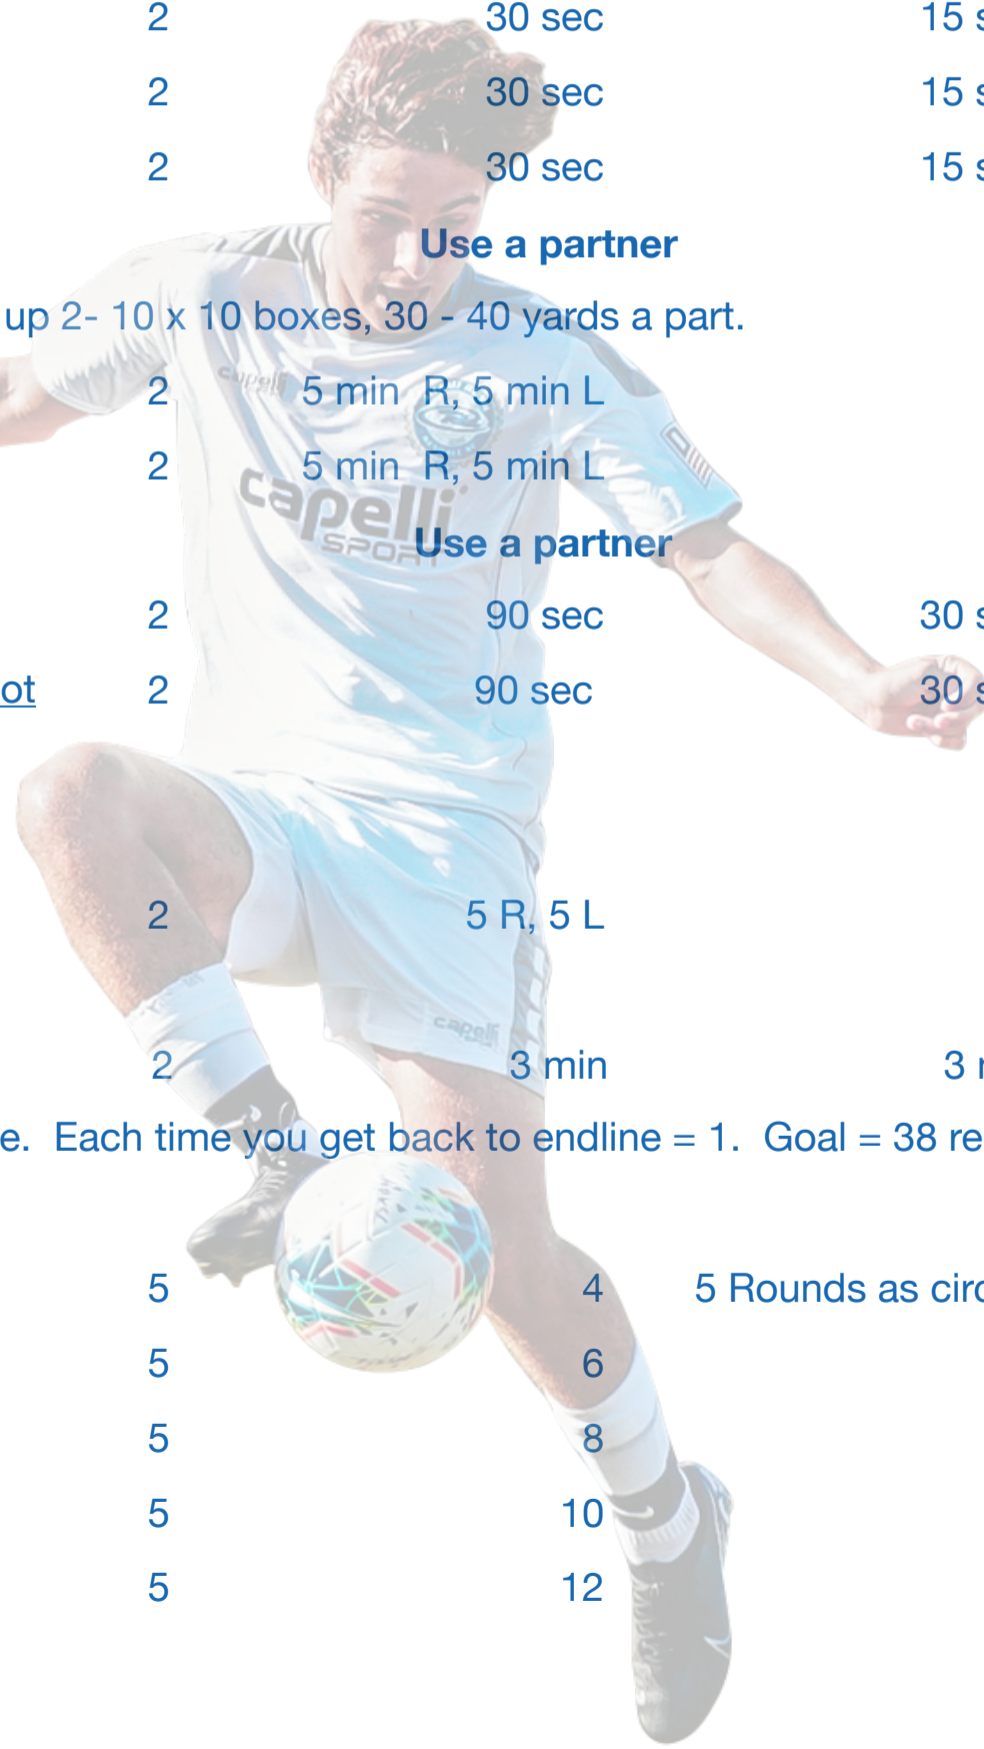 2 30 sec 15 s
2 30 sec 15 s
2 30 sec 15 s
Use a partner
up 2- 10 x 10 boxes, 30 - 40 yards a part.
capelli
2 5 min R, 5 min L
2 5 min R, 5 min L
capelli
SPORT
Use a partner
2 90 sec 30 s
ot 2 90 sec 30 s
2 5 R, 5 L
capelli
2 3 min 3 r
e. Each time you get back to endline = 1. Goal = 38 re
5 4 5 Rounds as circ
5 6
5 8
5 10
5 12